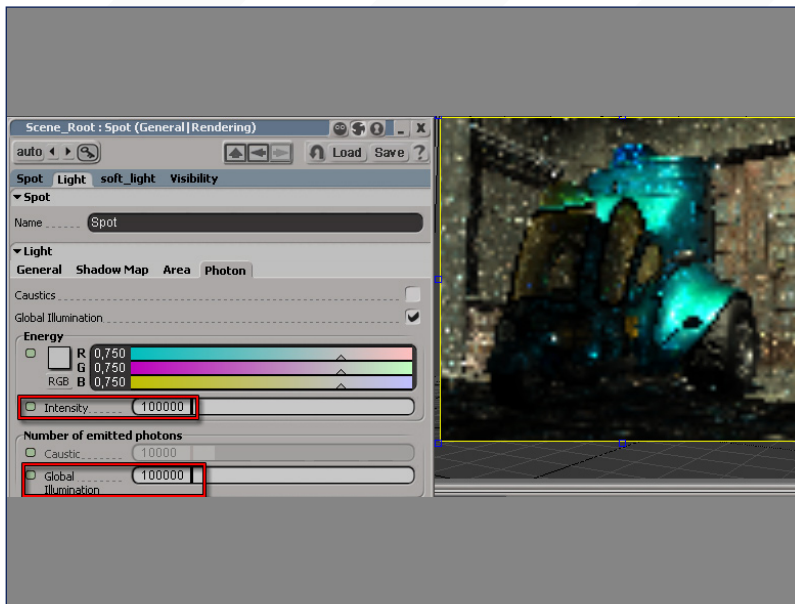 Scene_Root : Spot (General|Rendering)
auto Load Save ?
Spot Light soft_light Visibility
Spot
Name Spot
Light
General Shadow Map Area Photon
Caustics
Global Illumination
Energy
R 0,750
G 0,750
RGB B 0,750
Intensity 100000
Number of emitted photons
Caustic 10000
Global 100000
Illumination